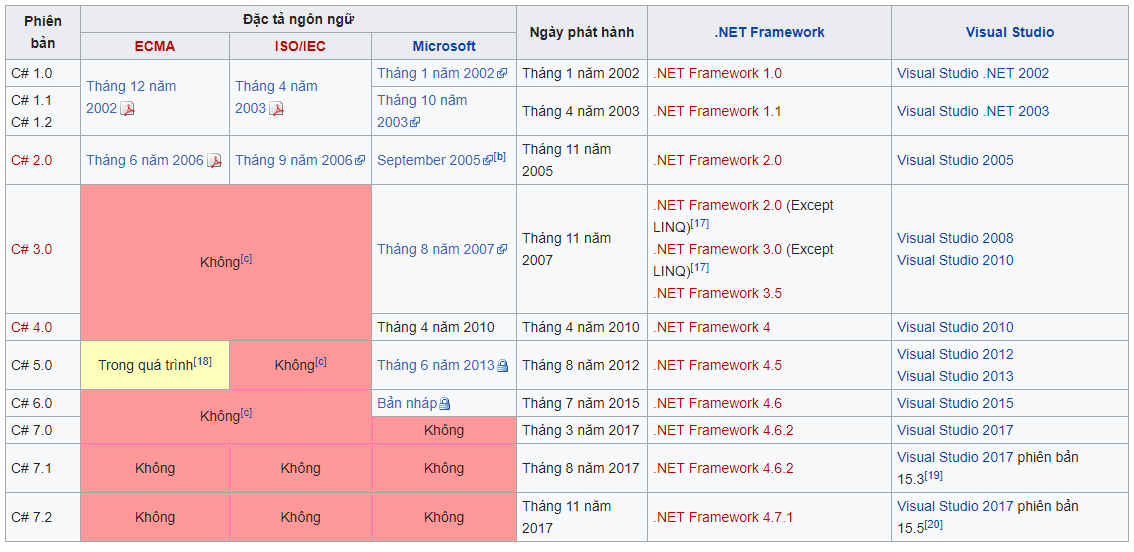 Phiên bản
Đặc tả ngôn ngữ
Ngày phát hành
.NET Framework
Visual Studio
ECMA
ISO/IEC
Microsoft
C# 1.0
Tháng 12 năm
2002
Tháng 4 năm
2003
Tháng 1 năm 2002
Tháng 1 năm 2002
.NET Framework 1.0
Visual Studio .NET 2002
C# 1.1
C# 1.2
Tháng 10 năm
2003
Tháng 4 năm 2003
.NET Framework 1.1
Visual Studio .NET 2003
C# 2.0
Tháng 6 năm 2006
Tháng 9 năm 2006
September 2005[b]
Tháng 11 năm
2005
.NET Framework 2.0
Visual Studio 2005
C# 3.0
Không[c]
Tháng 8 năm 2007
Tháng 11 năm
2007
.NET Framework 2.0 (Except
LINQ)[17]
.NET Framework 3.0 (Except
LINQ)[17]
.NET Framework 3.5
Visual Studio 2008
Visual Studio 2010
C# 4.0
Tháng 4 năm 2010
Tháng 4 năm 2010
.NET Framework 4
Visual Studio 2010
C# 5.0
Trong quá trình[18]
Không[c]
Tháng 6 năm 2013
Tháng 8 năm 2012
.NET Framework 4.5
Visual Studio 2012
Visual Studio 2013
C# 6.0
Không[c]
Bản nháp
Tháng 7 năm 2015
.NET Framework 4.6
Visual Studio 2015
C# 7.0
Không
Tháng 3 năm 2017
.NET Framework 4.6.2
Visual Studio 2017
C# 7.1
Không
Không
Không
Tháng 8 năm 2017
.NET Framework 4.6.2
Visual Studio 2017 phiên bản
15.3[19]
C# 7.2
Không
Không
Không
Tháng 11 năm
2017
.NET Framework 4.7.1
Visual Studio 2017 phiên bản
15.5[20]